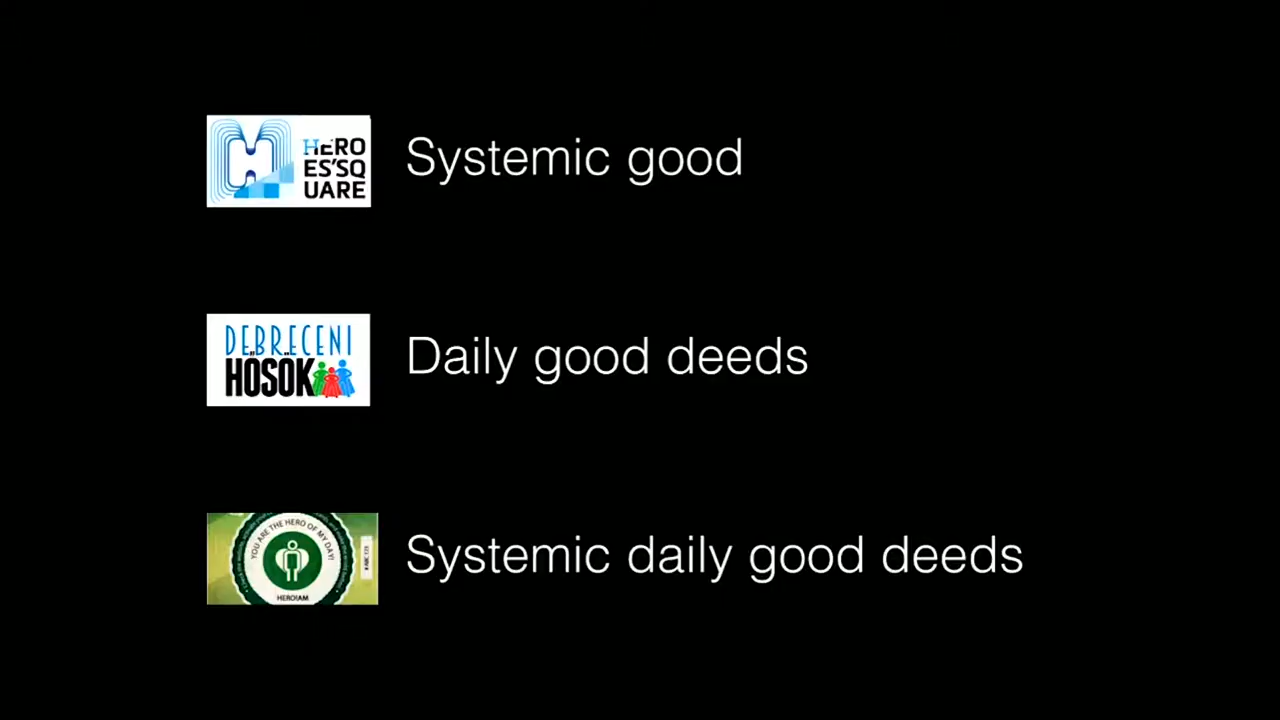 HERO
ES'SQ
UARE
Systemic good
DEBRECENI
HŐSÖK
Daily good deeds
YOU ARE THE HERO OF MY DAY!
HEROIAM
Systemic daily good deeds